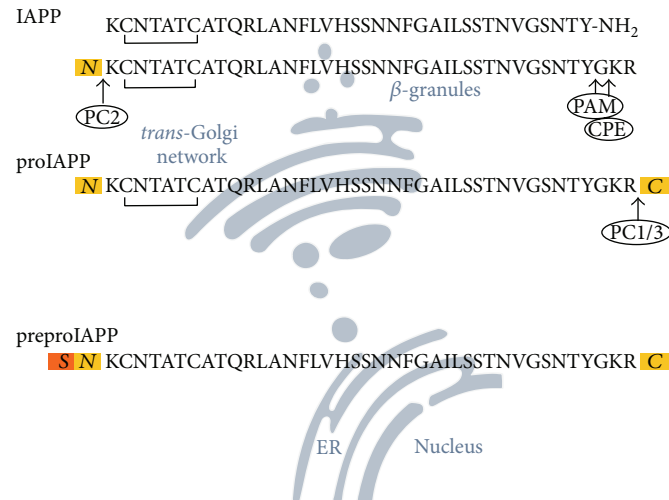 IAPP
KCNTATCATQRLANFLVHSSNNFGAILSSTNVGSNTY-NH2
N KCNTATCATQRLANFLVHSSNNFGAILSSTNVGSNTYGKR
β-granules
PC2
PAM
CPE
trans-Golgi
network
proIAPP
N KCNTATCATQRLANFLVHSSNNFGAILSSTNVGSNTYGKR C
PC1/3
preproIAPP
S N KCNTATCATQRLANFLVHSSNNFGAILSSTNVGSNTYGKR C
ER
Nucleus